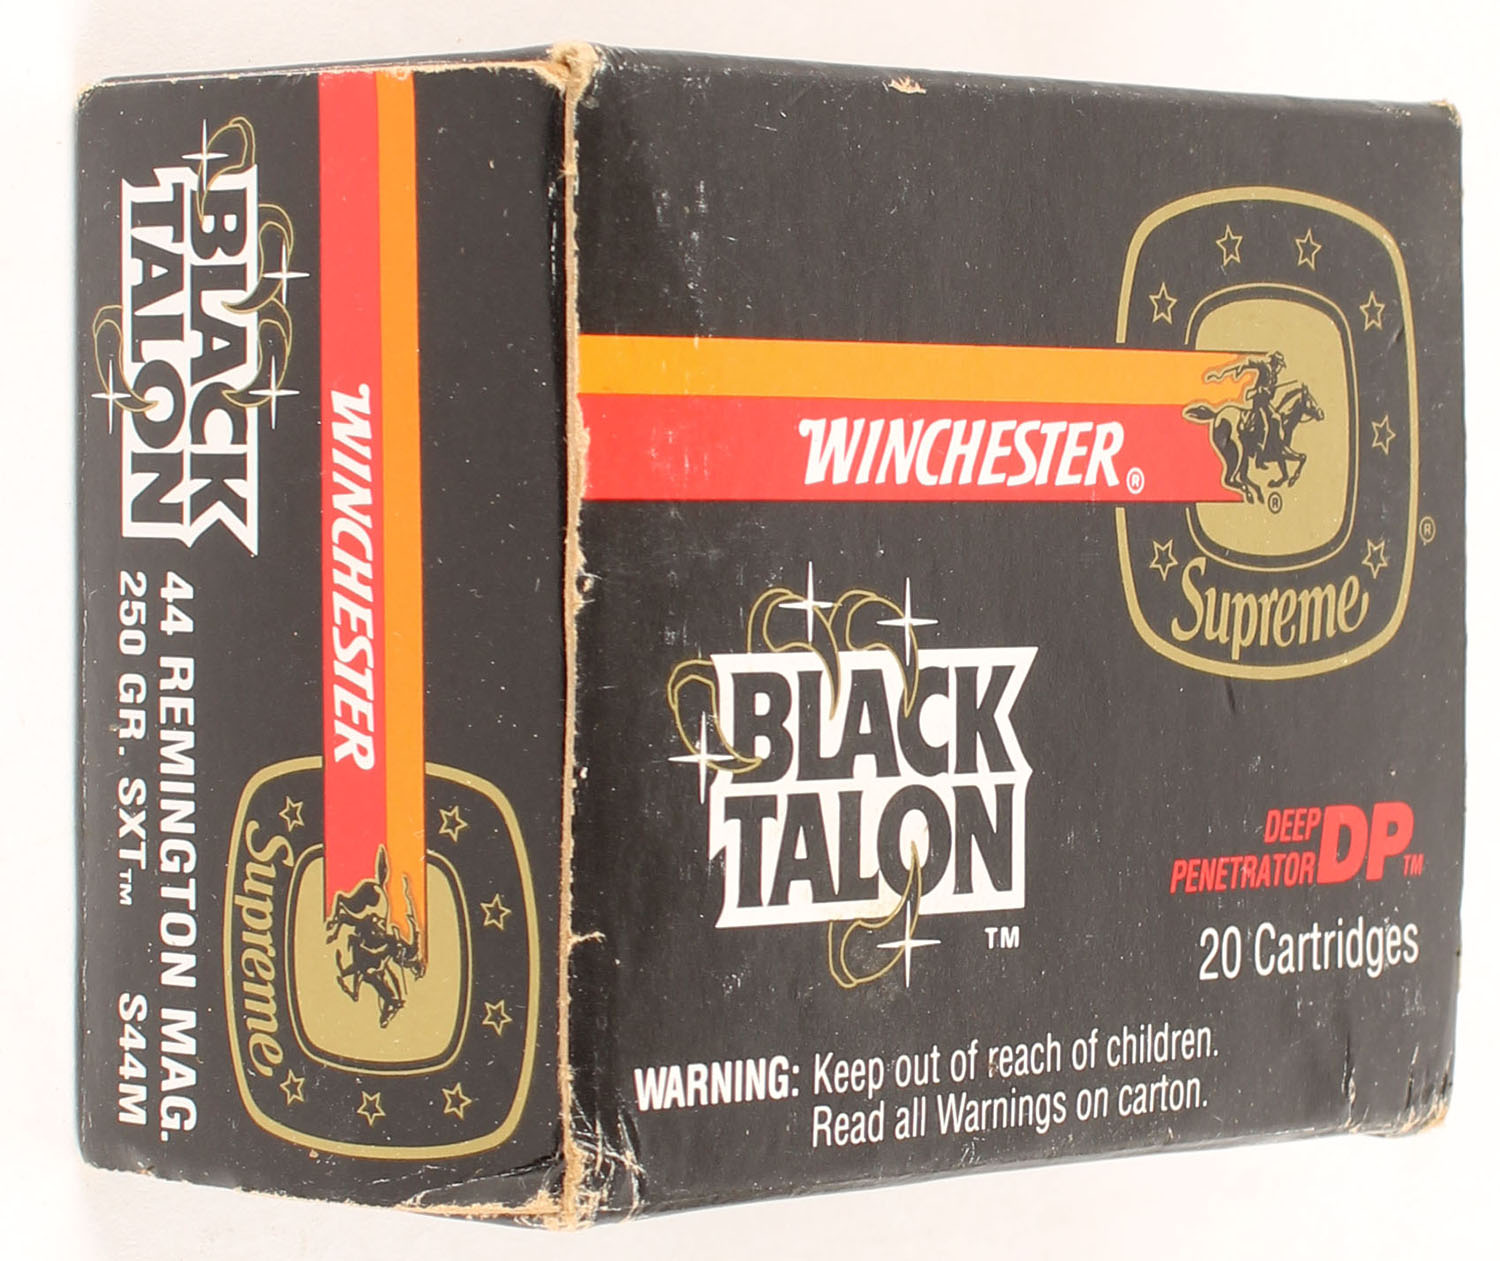 BLACK
TALON
44 REMINGTON MAG.
250 GR. SXT™ S44M
WINCHESTER
Supreme
WINCHESTER®
®
Supreme
®
BLACK
TALON
™
DEEP
PENETRATOR DP™
20 Cartridges
WARNING: Keep out of reach of children.
Read all Warnings on carton.